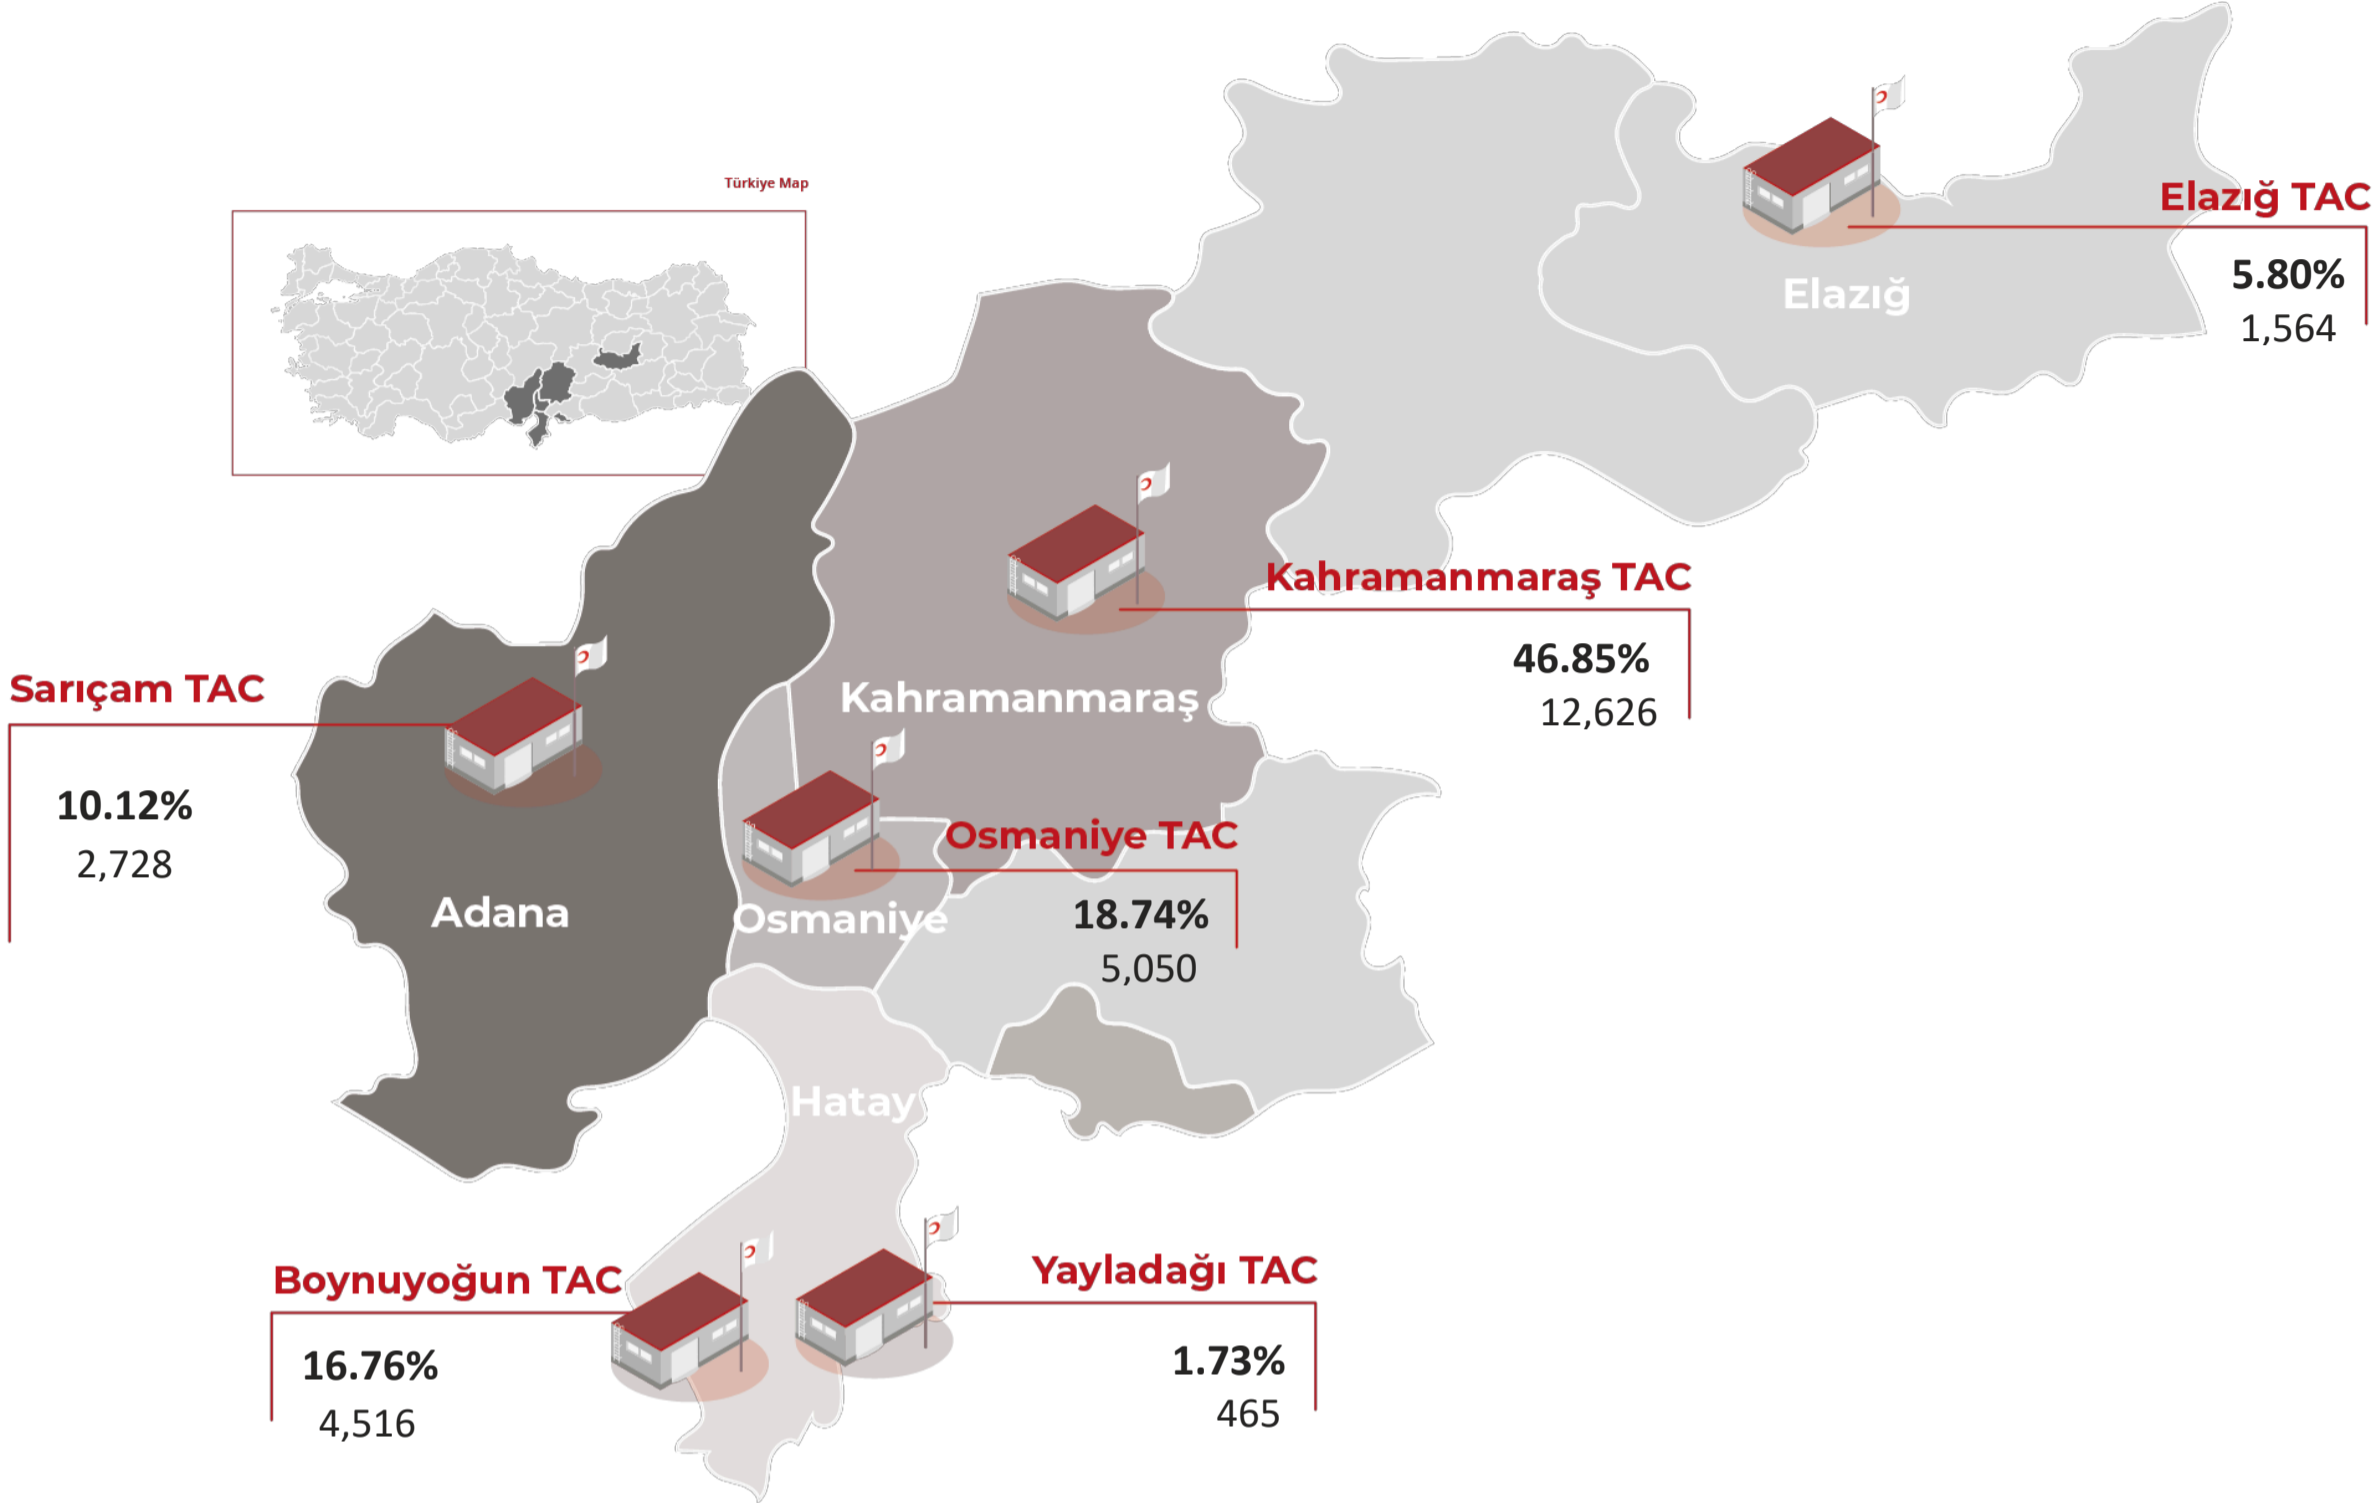 Türkiye Map
Elazığ TAC
5.80%
1,564
Elazığ
Kahramanmaraş TAC
46.85%
12,626
Kahramanmaraş
Sarıçam TAC
10.12%
2,728
Adana
Osmaniye TAC
18.74%
5,050
Osmaniye
Hatay
Boynuyoğun TAC
16.76%
4,516
Yayladağı TAC
1.73%
465